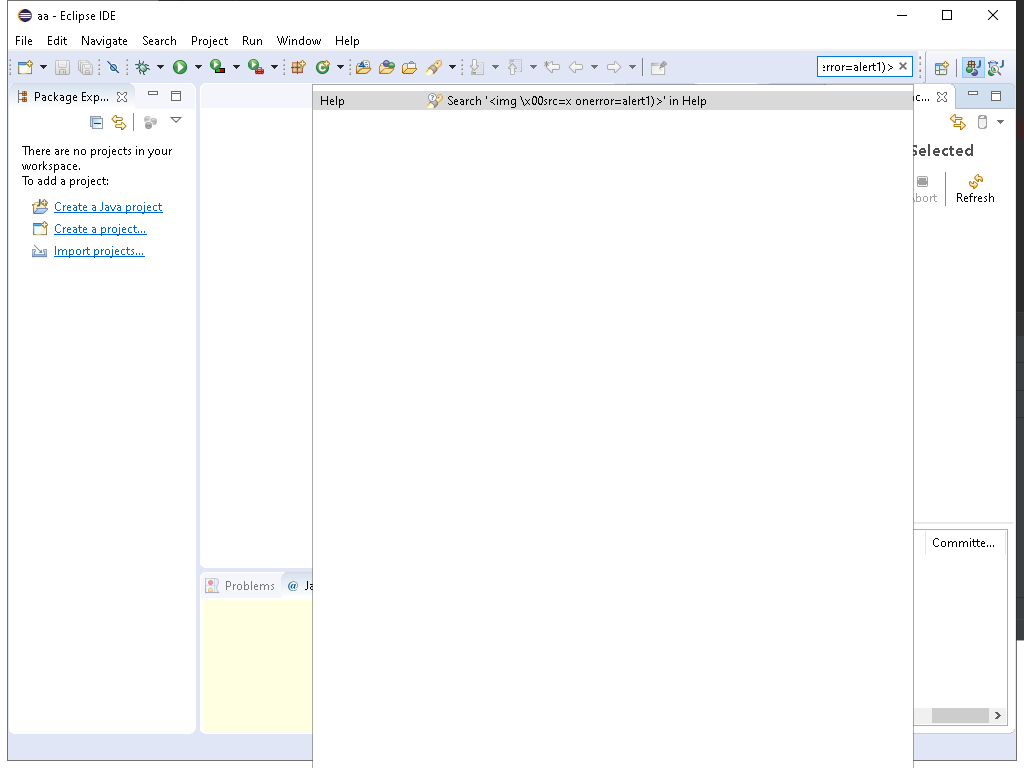 aa - Eclipse IDE
File Edit Navigate Search Project Run Window Help
rror=alert1)>
Package Exp...
Help Search '<img \x00src=x onerror=alert1)>' in Help
c...
There are no projects in your
workspace.
To add a project:
Selected
Create a Java project
bort Refresh
Create a project...
Import projects...
Committe...
Problems @ Ja